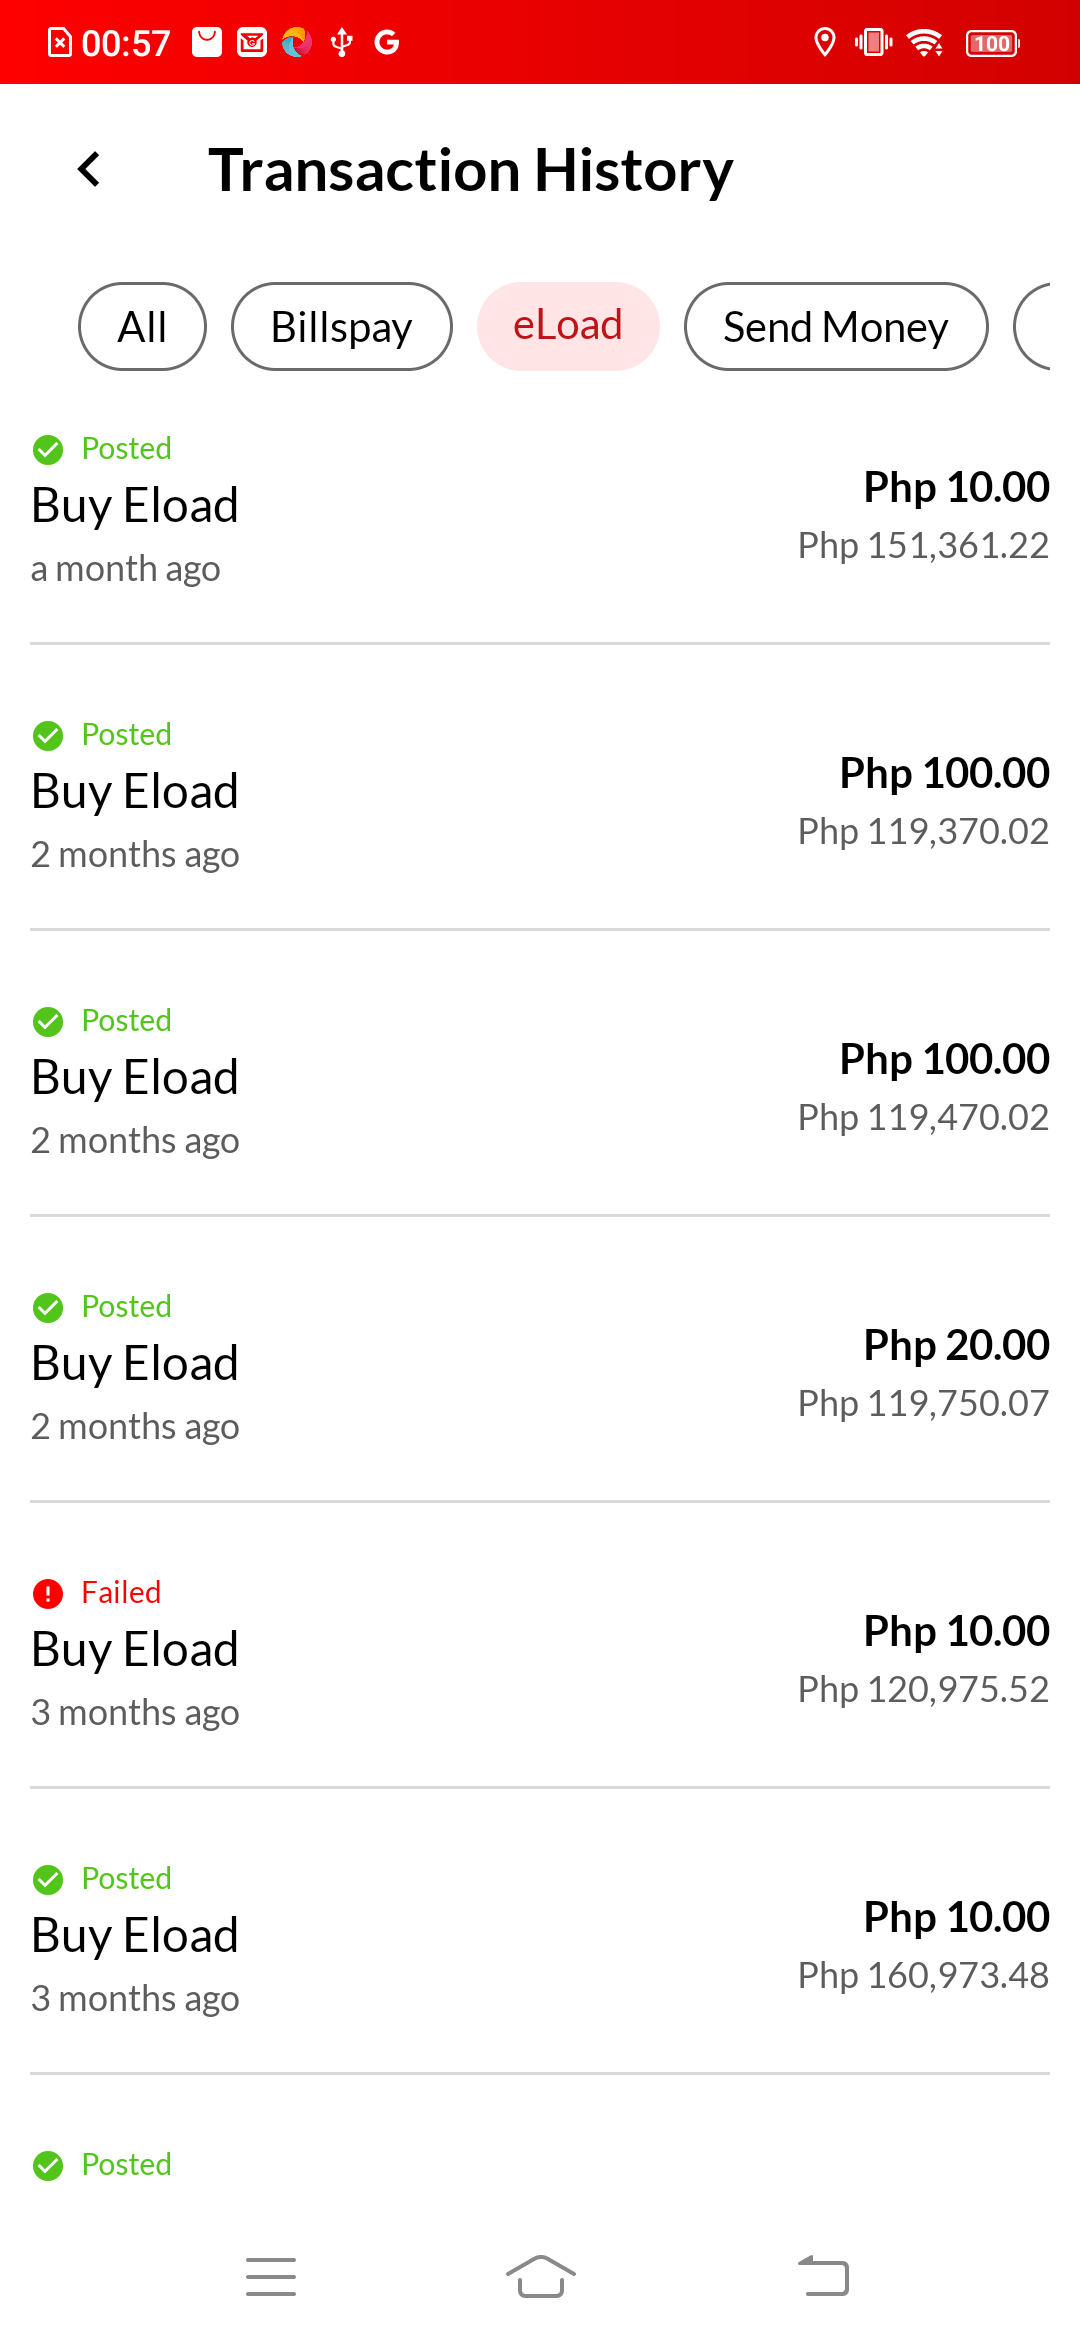 00:57
100
Transaction History
All Billspay eLoad Send Money
Posted
Buy Eload
a month ago
Php 10.00
Php 151,361.22
Posted
Buy Eload
2 months ago
Php 100.00
Php 119,370.02
Posted
Buy Eload
2 months ago
Php 100.00
Php 119,470.02
Posted
Buy Eload
2 months ago
Php 20.00
Php 119,750.07
Failed
Buy Eload
3 months ago
Php 10.00
Php 120,975.52
Posted
Buy Eload
3 months ago
Php 10.00
Php 160,973.48
Posted